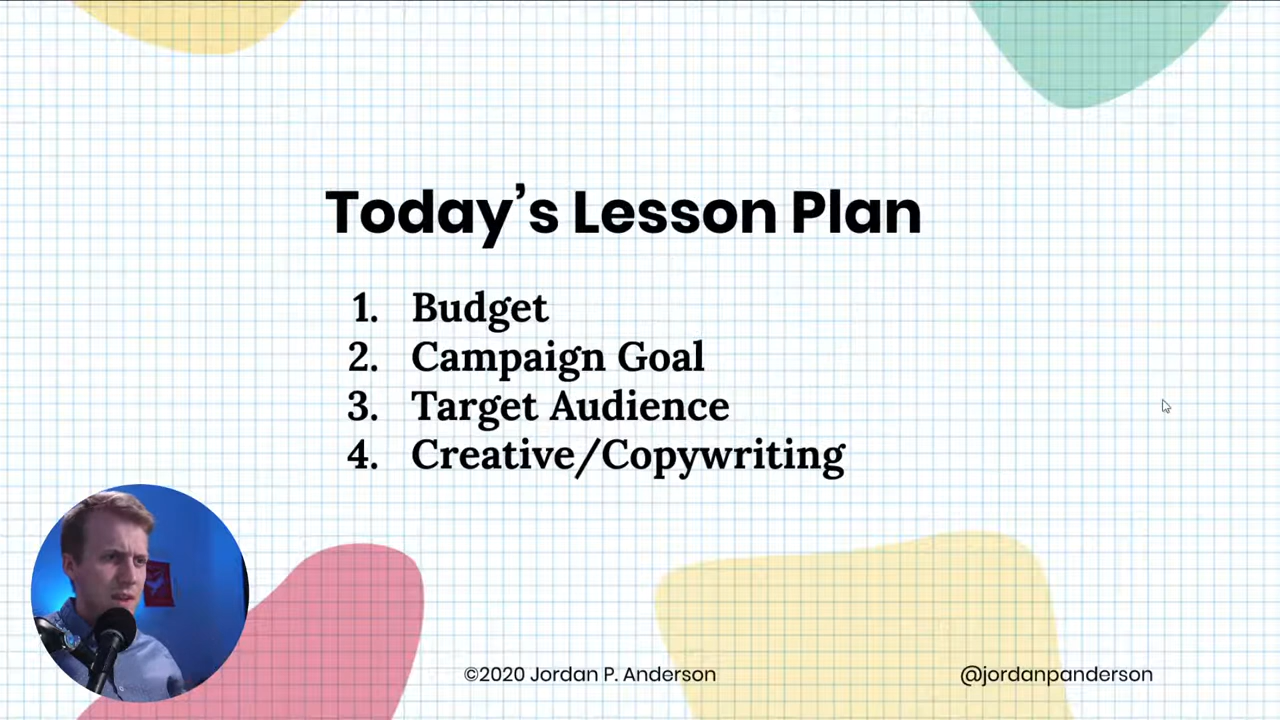 Today’s Lesson Plan
1. Budget
2. Campaign Goal
3. Target Audience
4. Creative/Copywriting
©2020 Jordan P. Anderson
@jordanpanderson